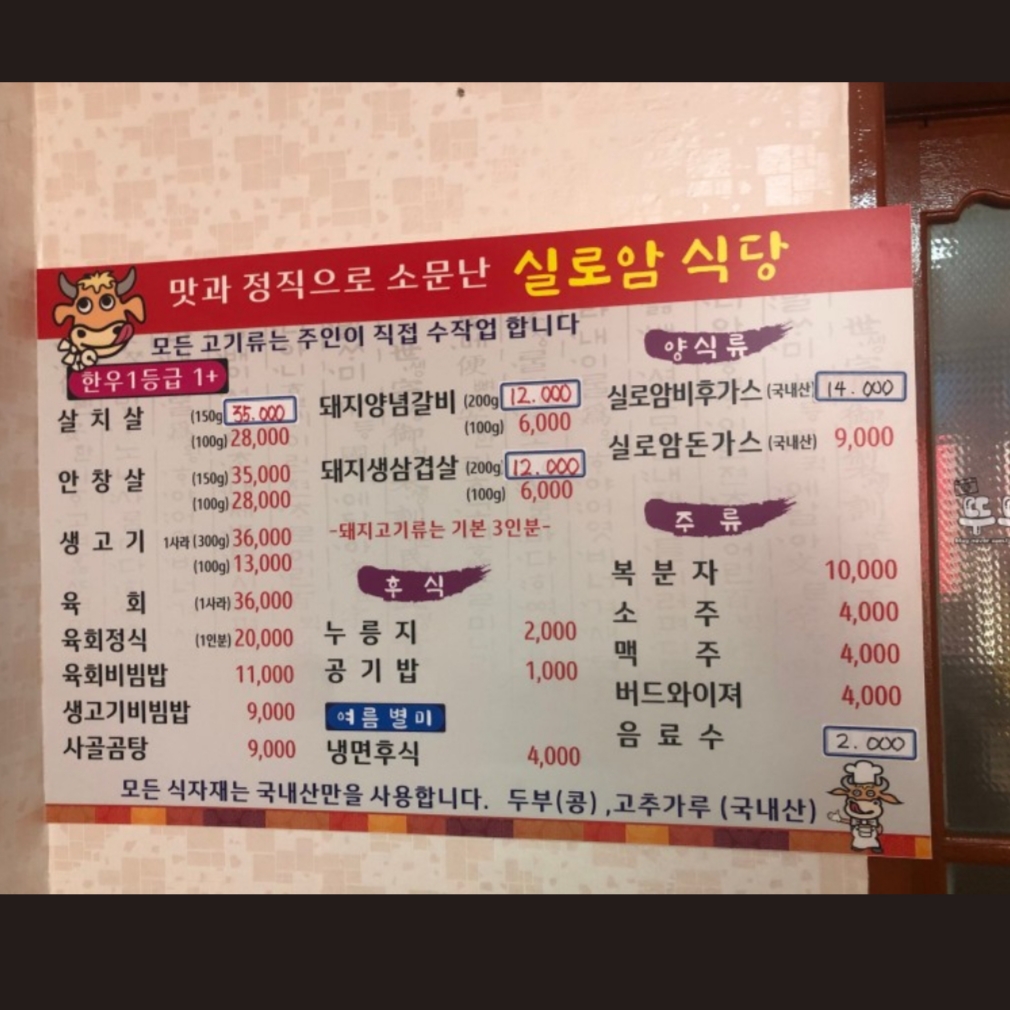 맛과 정직으로 소문난 실로암 식당
모든 고기류는 주인이 직접 수작업 합니다
한우1등급 1+
살치살 (150g) 35.000
(100g) 28,000
안창살 (150g) 35,000
(100g) 28,000
생고기 1사라 (300g) 36,000
(100g) 13,000
육회 (1사라) 36,000
육회정식 (1인분) 20,000
육회비빔밥 11,000
생고기비빔밥 9,000
사골곰탕 9,000
돼지양념갈비 (200g) 12.000
(100g) 6,000
돼지생삼겹살 (200g) 12.000
(100g) 6,000
-돼지고기류는 기본 3인분-
후식
누릉지 2,000
공기밥 1,000
여름별미
냉면후식 4,000
양식류
실로암비후가스 (국내산) 14.000
실로암돈가스 (국내산) 9,000
주류
복분자 10,000
소주 4,000
맥주 4,000
버드와이져 4,000
음료수 2.000
모든 식자재는 국내산만을 사용합니다. 두부(콩) ,고추가루 (국내산)